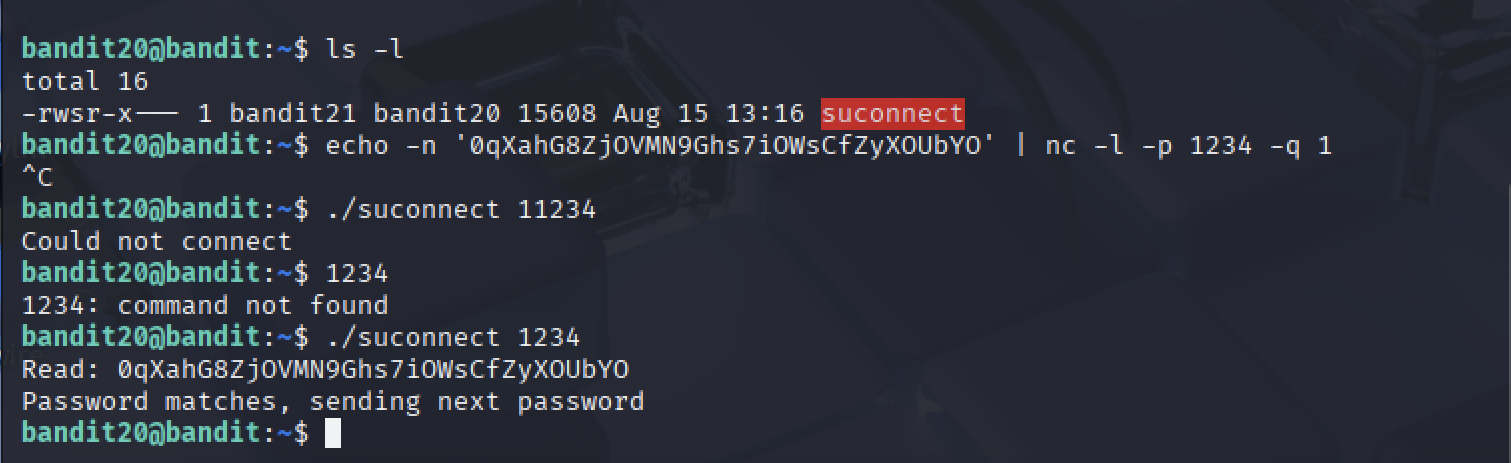 bandit20@bandit:~$ ls -l
total 16
-rwsr-x--- 1 bandit21 bandit20 15608 Aug 15 13:16 suconnect
bandit20@bandit:~$ echo -n '0qXahG8ZjOVMN9Ghs7iOWsCfZyXOUbYO' | nc -l -p 1234 -q 1
^C
bandit20@bandit:~$ ./suconnect 11234
Could not connect
bandit20@bandit:~$ 1234
1234: command not found
bandit20@bandit:~$ ./suconnect 1234
Read: 0qXahG8ZjOVMN9Ghs7iOWsCfZyXOUbYO
Password matches, sending next password
bandit20@bandit:~$